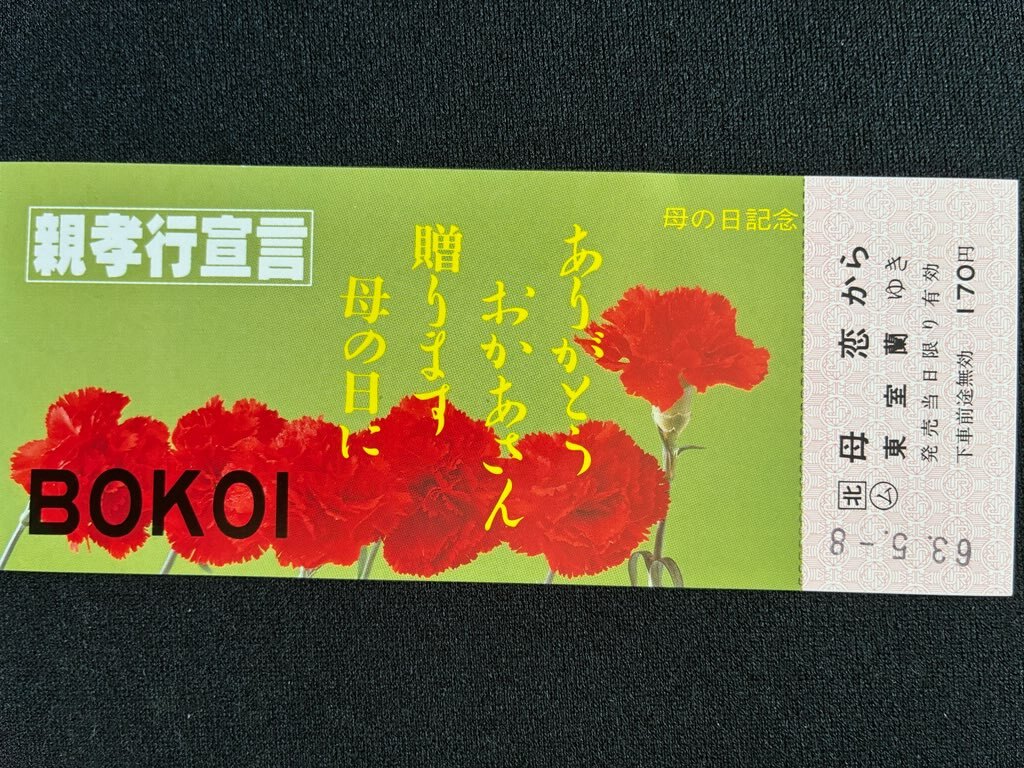 親孝行宣言
母の日記念
ありがとう
おかあさん
贈ります
母の日に
BOKOI
母恋から
東室蘭ゆき
発売当日限り有効
下車前途無効 170円
北 ム
63. 5. -8